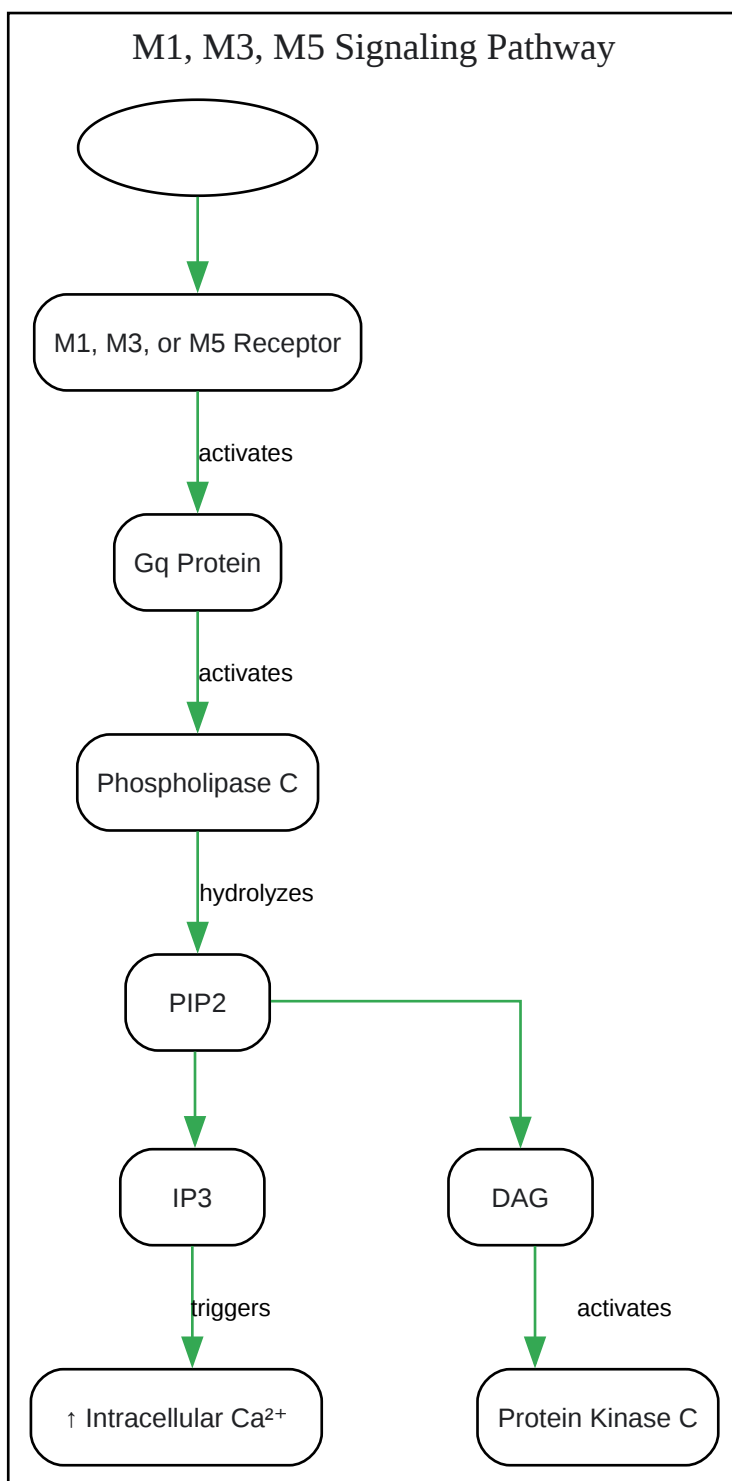 M1, M3, M5 Signaling Pathway
M1, M3, or M5 Receptor
activates
Gq Protein
activates
Phospholipase C
hydrolyzes
PIP2
IP3
DAG
triggers
activates
↑ Intracellular Ca²⁺
Protein Kinase C